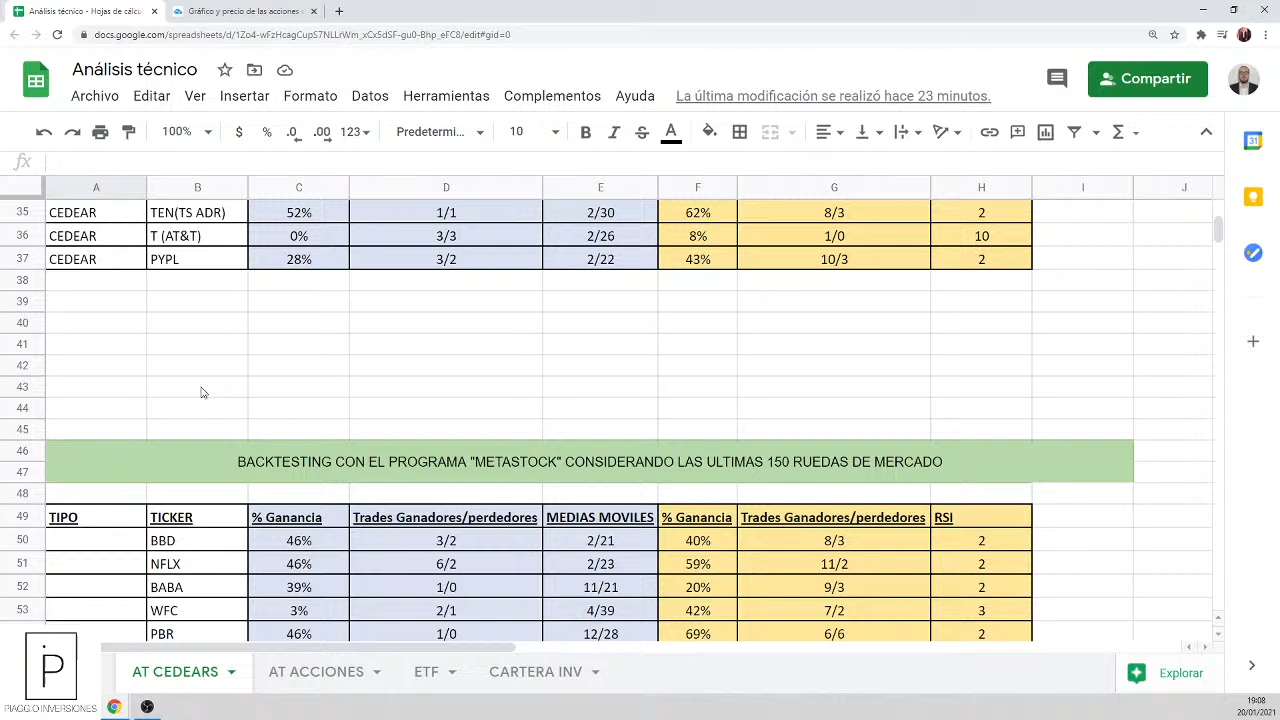 Análisis técnico - Hojas de cálcu
Gráfico y precio de las acciones d
docs.google.com/spreadsheets/d/1Zo4-wFzHcagCupS7NLLrWm_xCx5dSF-gu0-Bhp_eFC8/edit#gid=0
Análisis técnico
Compartir
Archivo Editar Ver Insertar Formato Datos Herramientas Complementos Ayuda La última modificación se realizó hace 23 minutos.
100% $ % .0 .00 123 Predetermi... 10 B I S A Σ
31
fx
A B C D E F G H I J
35 CEDEAR TEN(TS ADR) 52% 1/1 2/30 62% 8/3 2
36 CEDEAR T (AT&T) 0% 3/3 2/26 8% 1/0 10
37 CEDEAR PYPL 28% 3/2 2/22 43% 10/3 2
38
39
40
41
42
43
44
45
46
BACKTESTING CON EL PROGRAMA "METASTOCK" CONSIDERANDO LAS ULTIMAS 150 RUEDAS DE MERCADO
47
48
49 TIPO TICKER % Ganancia Trades Ganadores/perdedores MEDIAS MOVILES % Ganancia Trades Ganadores/perdedores RSI
50 BBD 46% 3/2 2/21 40% 8/3 2
51 NFLX 46% 6/2 2/23 59% 11/2 2
52 BABA 39% 1/0 11/21 20% 9/3 2
53 WFC 3% 2/1 4/39 42% 7/2 3
PBR 46% 1/0 12/28 69% 6/6 2
AT CEDEARS AT ACCIONES ETF CARTERA INV Explorar
iP
PIAGGIO INVERSIONES
19:08
20/01/2021